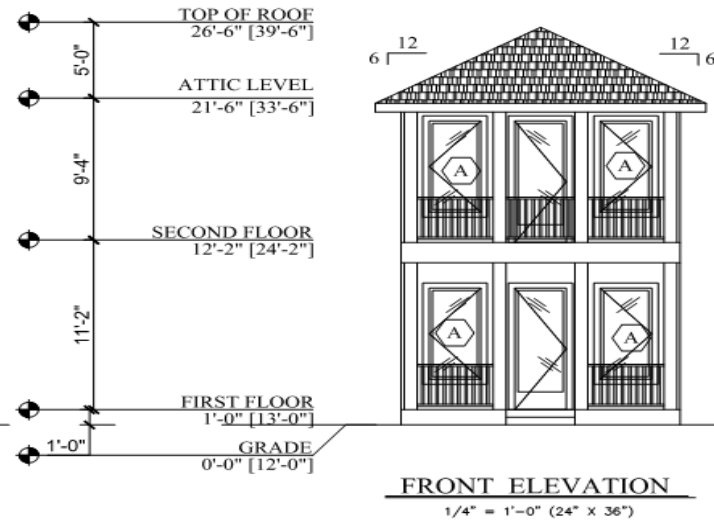 TOP OF ROOF
26'-6" [39'-6"]
5'-0"
ATTIC LEVEL
21'-6" [33'-6"]
9'-4"
SECOND FLOOR
12'-2" [24'-2"]
11'-2"
FIRST FLOOR
1'-0" [13'-0"]
1'-0"
GRADE
0'-0" [12'-0"]
12
6
12
6
A
A
A
A
FRONT ELEVATION
1/4" = 1'-0" (24" X 36")